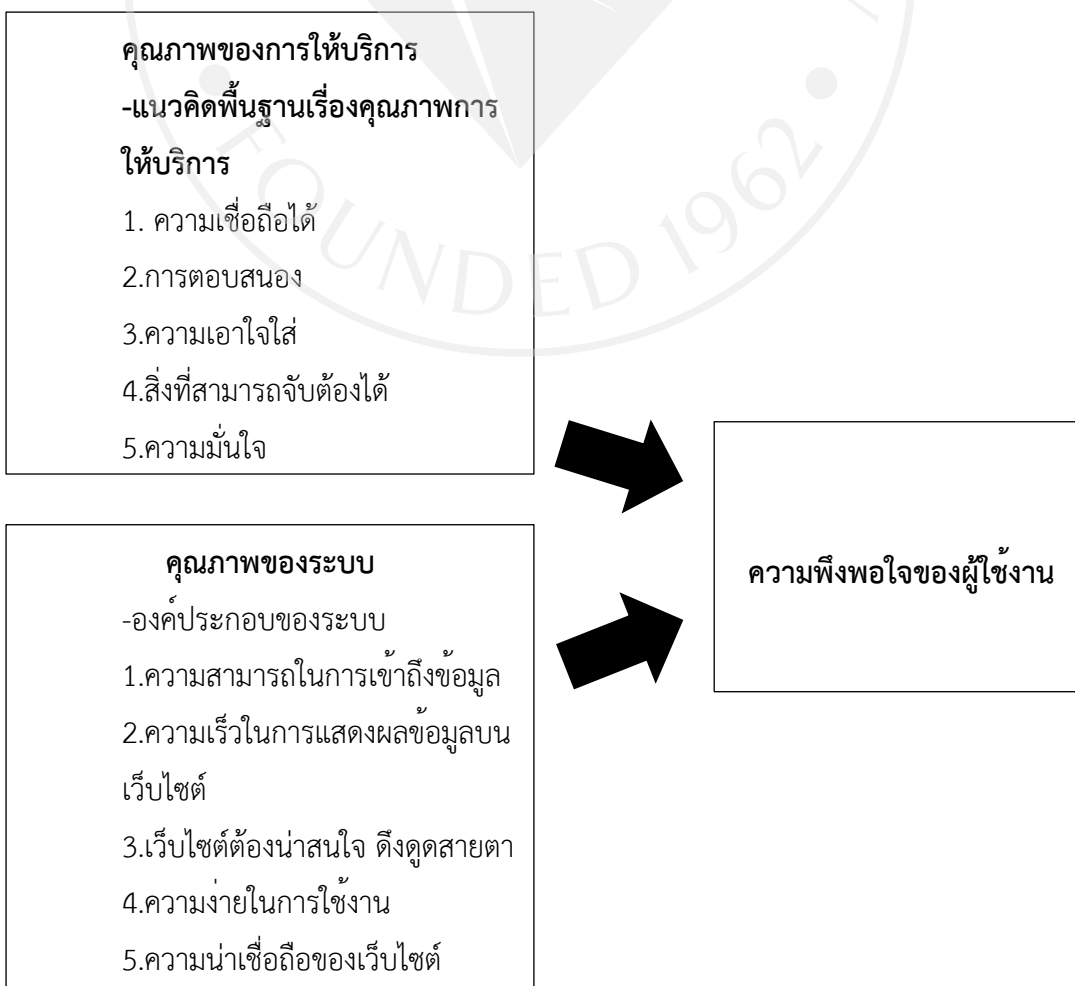 คุณภาพของการให้บริการ
-แนวคิดพื้นฐานเรื่องคุณภาพการ
ให้บริการ
1. ความเชื่อถือได้
2.การตอบสนอง
3.ความเอาใจใส่
4.สิ่งที่สามารถจับต้องได้
5.ความมั่นใจ
คุณภาพของระบบ
-องค์ประกอบของระบบ
1.ความสามารถในการเข้าถึงข้อมูล
2.ความเร็วในการแสดงผลข้อมูลบน
เว็บไซต์
3.เว็บไซต์ต้องน่าสนใจ ดึงดูดสายตา
4.ความง่ายในการใช้งาน
5.ความน่าเชื่อถือของเว็บไซต์
ความพึงพอใจของผู้ใช้งาน
FOUNDED 1962